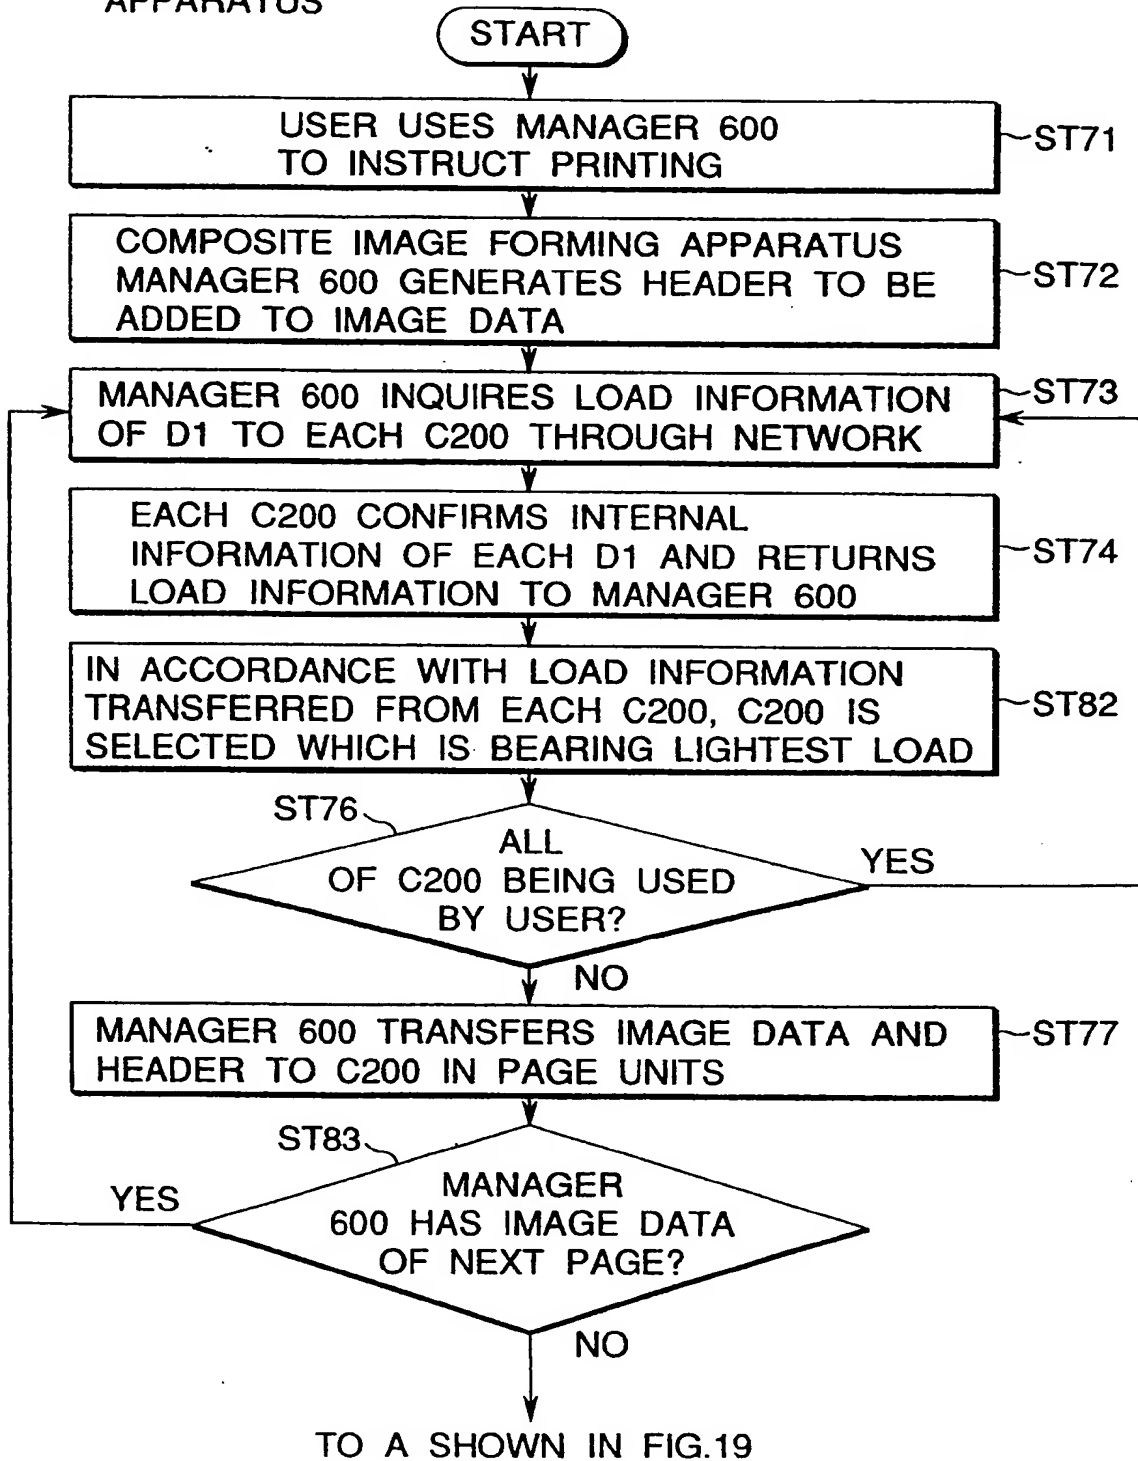 APPARATUS
START
USER USES MANAGER 600
TO INSTRUCT PRINTING
ST71
COMPOSITE IMAGE FORMING APPARATUS
MANAGER 600 GENERATES HEADER TO BE
ADDED TO IMAGE DATA
ST72
MANAGER 600 INQUIRES LOAD INFORMATION
OF D1 TO EACH C200 THROUGH NETWORK
ST73
EACH C200 CONFIRMS INTERNAL
INFORMATION OF EACH D1 AND RETURNS
LOAD INFORMATION TO MANAGER 600
ST74
IN ACCORDANCE WITH LOAD INFORMATION
TRANSFERRED FROM EACH C200, C200 IS
SELECTED WHICH IS BEARING LIGHTEST LOAD
ST82
ST76
ALL
OF C200 BEING USED
BY USER?
YES
NO
MANAGER 600 TRANSFERS IMAGE DATA AND
HEADER TO C200 IN PAGE UNITS
ST77
ST83
MANAGER
600 HAS IMAGE DATA
OF NEXT PAGE?
YES
NO
TO A SHOWN IN FIG.19